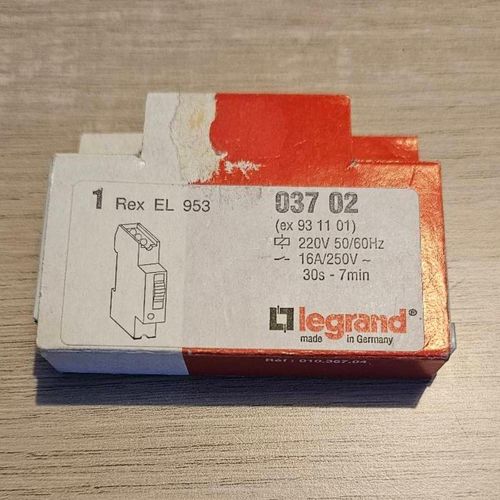 1 Rex EL 953
037 02
(ex 93 11 01)
220V 50/60Hz
16A/250V ~
30s - 7min
legrand®
made in Germany